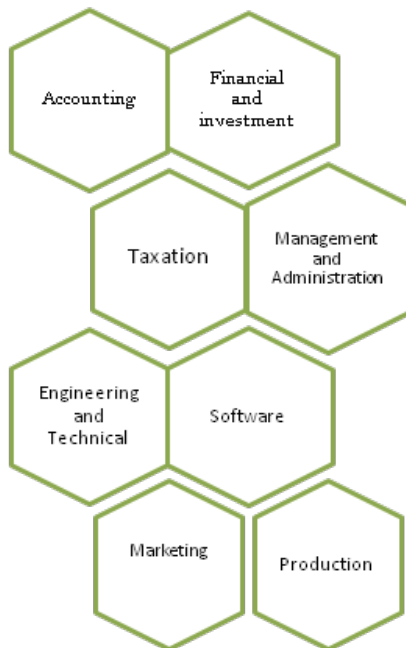 Accounting
Financial
and
investment
Taxation
Management
and
Administration
Engineering
and
Technical
Software
Marketing
Production